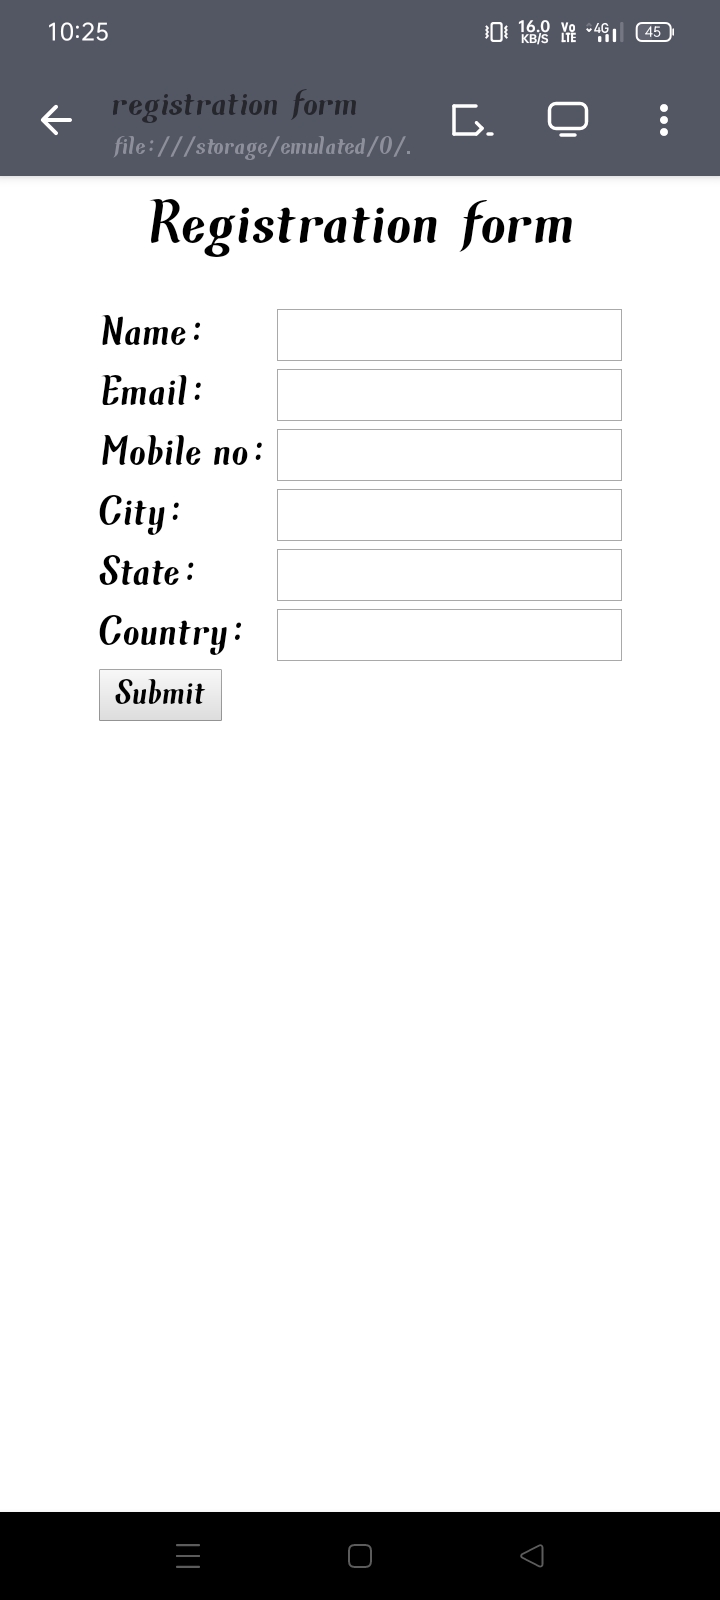 10:25
16.0 KB/S Vo LTE 4G 45
registration form
file:///storage/emulated/0/.
Registration form
Name:
Email:
Mobile no:
City:
State:
Country:
Submit